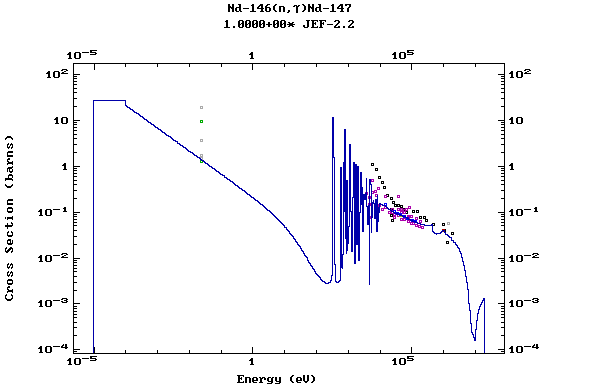 Nd-146(n,γ)Nd-147
1.0000+00* JEF-2.2
10⁻⁵ 1 10⁵
10² 10²
10 10
1 1
10⁻¹ 10⁻¹
10⁻² 10⁻²
10⁻³ 10⁻³
10⁻⁴ 10⁻⁴
10⁻⁵ 1 10⁵
Energy (eV)
Cross Section (barns)